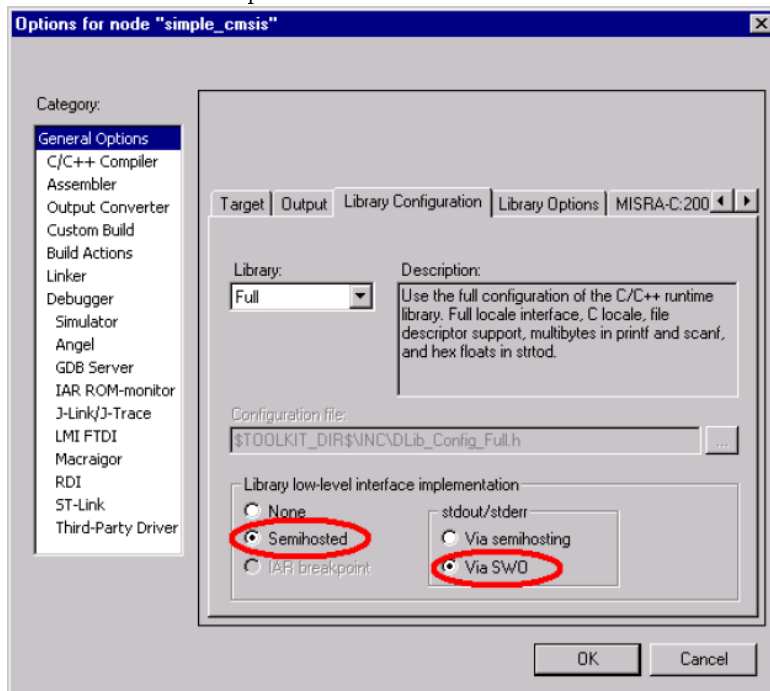 Options for node "simple_cmsis"
Category:
General Options
C/C++ Compiler
Assembler
Output Converter
Custom Build
Build Actions
Linker
Debugger
Simulator
Angel
GDB Server
IAR ROM-monitor
J-Link/J-Trace
LMI FTDI
Macraigor
RDI
ST-Link
Third-Party Driver
Target Output Library Configuration Library Options MISRA-C:200
Library: Description:
Full
Use the full configuration of the C/C++ runtime
library. Full locale interface, C locale, file
descriptor support, multibytes in printf and scanf,
and hex floats in strtod.
Configuration file:
$TOOLKIT_DIR$\INC\DLib_Config_Full.h ...
Library low-level interface implementation
None
Semihosted
IAR breakpoint
stdout/stderr
Via semihosting
Via SWO
OK Cancel